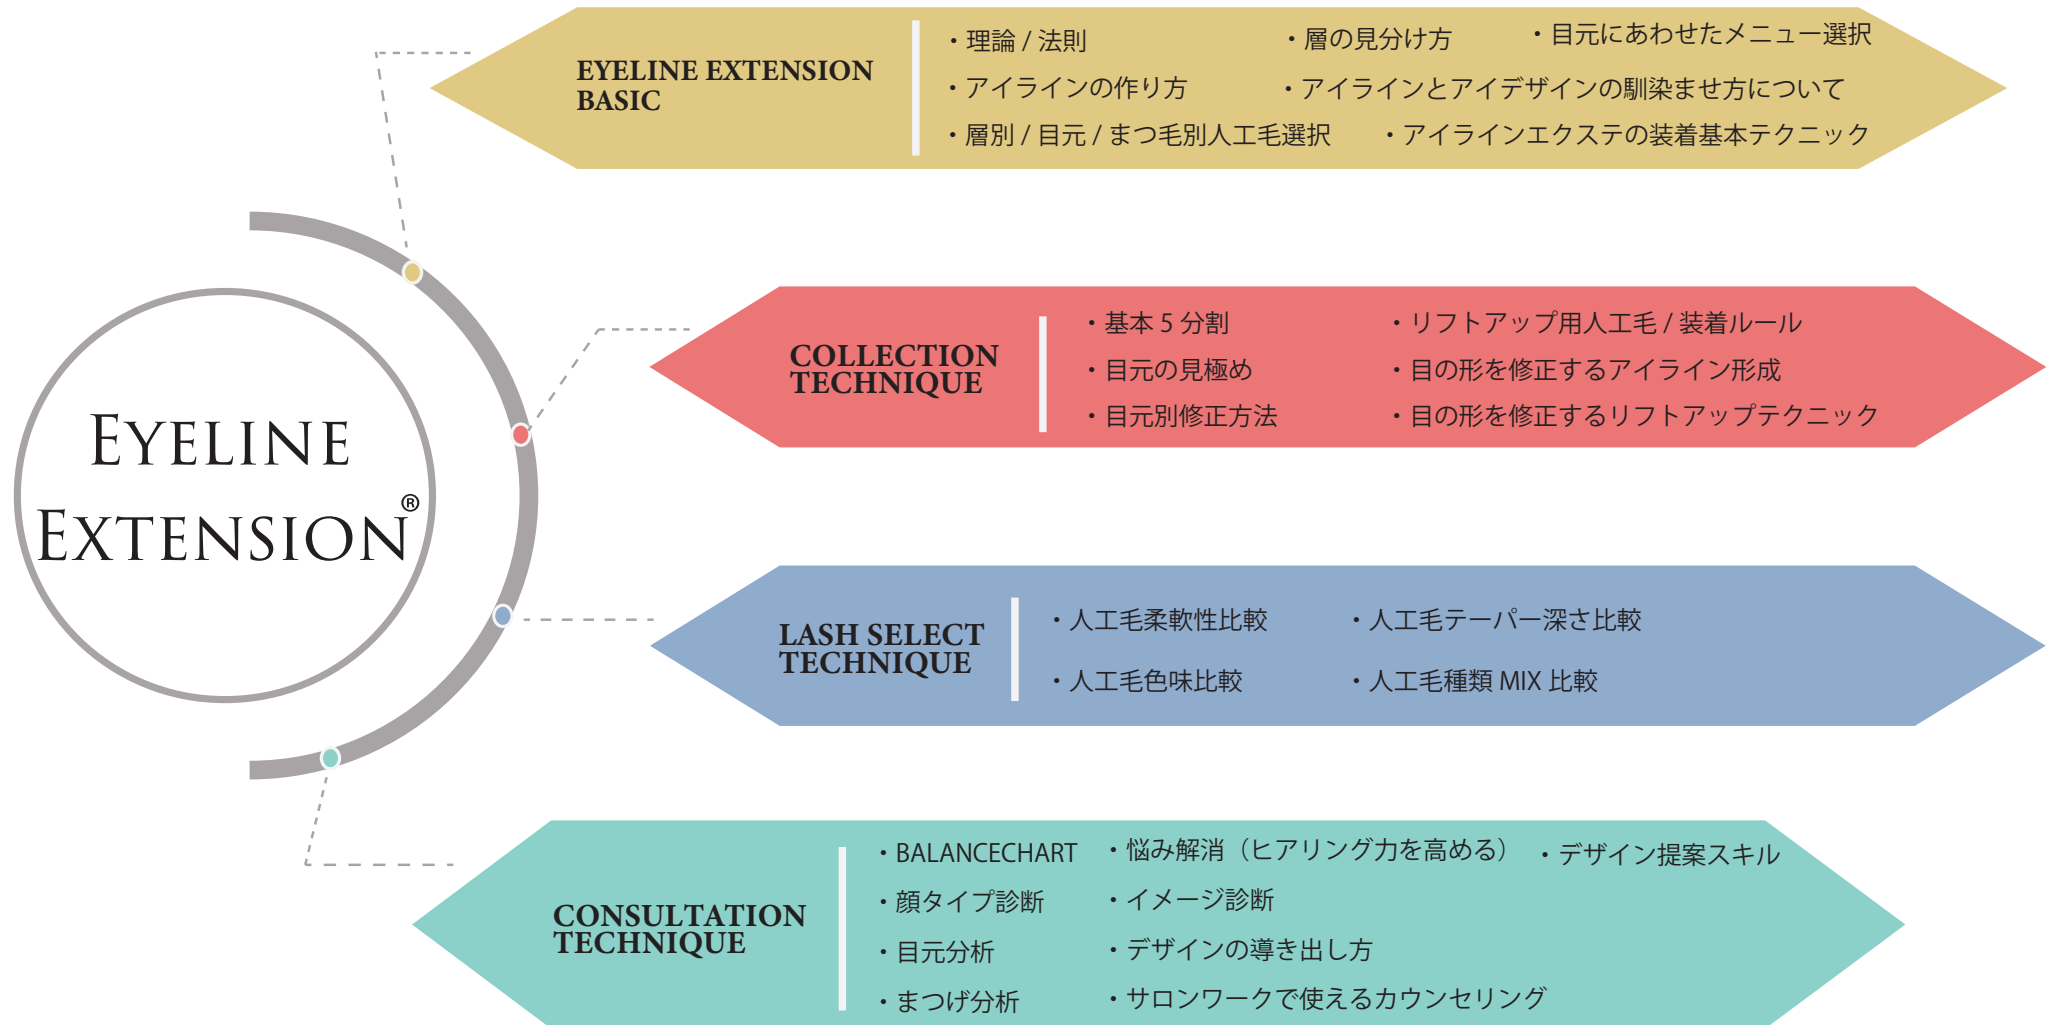 EYELINE
EXTENSION®
EYELINE EXTENSION
BASIC
・理論 / 法則 ・層の見分け方 ・目元にあわせたメニュー選択
・アイラインの作り方 ・アイラインとアイデザインの馴染ませ方について
・層別 / 目元 / まつ毛別人工毛選択 ・アイラインエクステの装着基本テクニック
COLLECTION
TECHNIQUE
・基本 5 分割 ・リフトアップ用人工毛 / 装着ルール
・目元の見極め ・目の形を修正するアイライン形成
・目元別修正方法 ・目の形を修正するリフトアップテクニック
LASH SELECT
TECHNIQUE
・人工毛柔軟性比較 ・人工毛テーパー深さ比較
・人工毛色味比較 ・人工毛種類 MIX 比較
CONSULTATION
TECHNIQUE
・BALANCECHART ・悩み解消（ヒアリング力を高める） ・デザイン提案スキル
・顔タイプ診断 ・イメージ診断
・目元分析 ・デザインの導き出し方
・まつげ分析 ・サロンワークで使えるカウンセリング